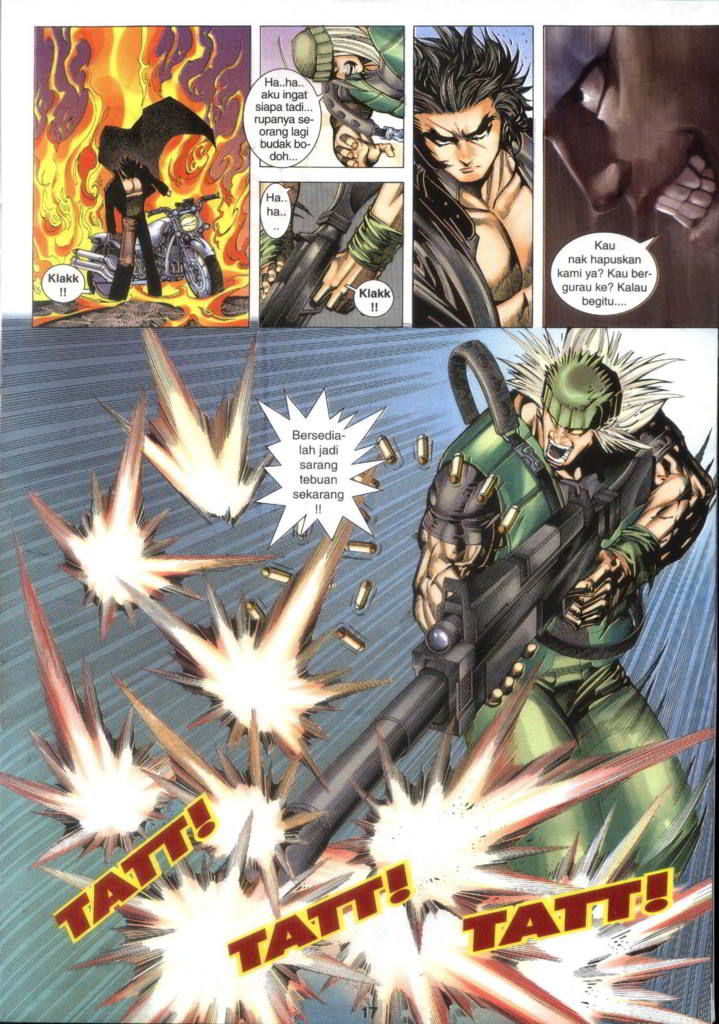 Klakk
!!
Ha..ha..
aku ingat
siapa tadi...
rupanya se-
orang lagi
budak bo-
doh...
Ha..
ha..
..
Klakk
!!
Kau
nak hapuskan
kami ya? Kau ber-
gurau ke? Kalau
begitu....
Bersedia-
lah jadi
sarang
tebuan
sekarang
!!
TATT!
TATT!
TATT!
17